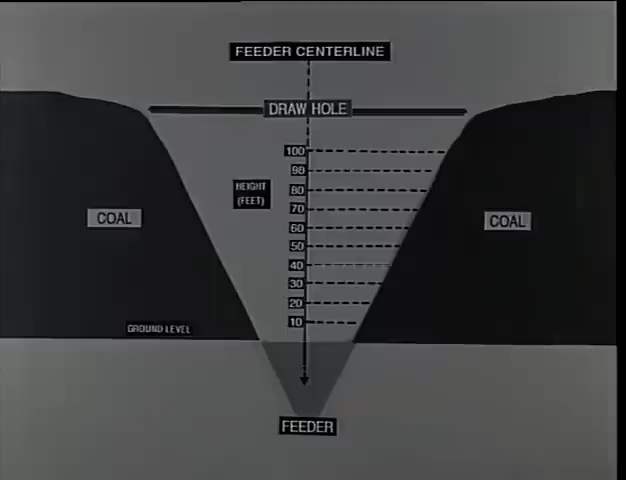 FEEDER CENTERLINE
DRAW HOLE
100
90
HEIGHT
(FEET)
80
70
COAL
60
COAL
50
40
30
20
10
GROUND LEVEL
FEEDER